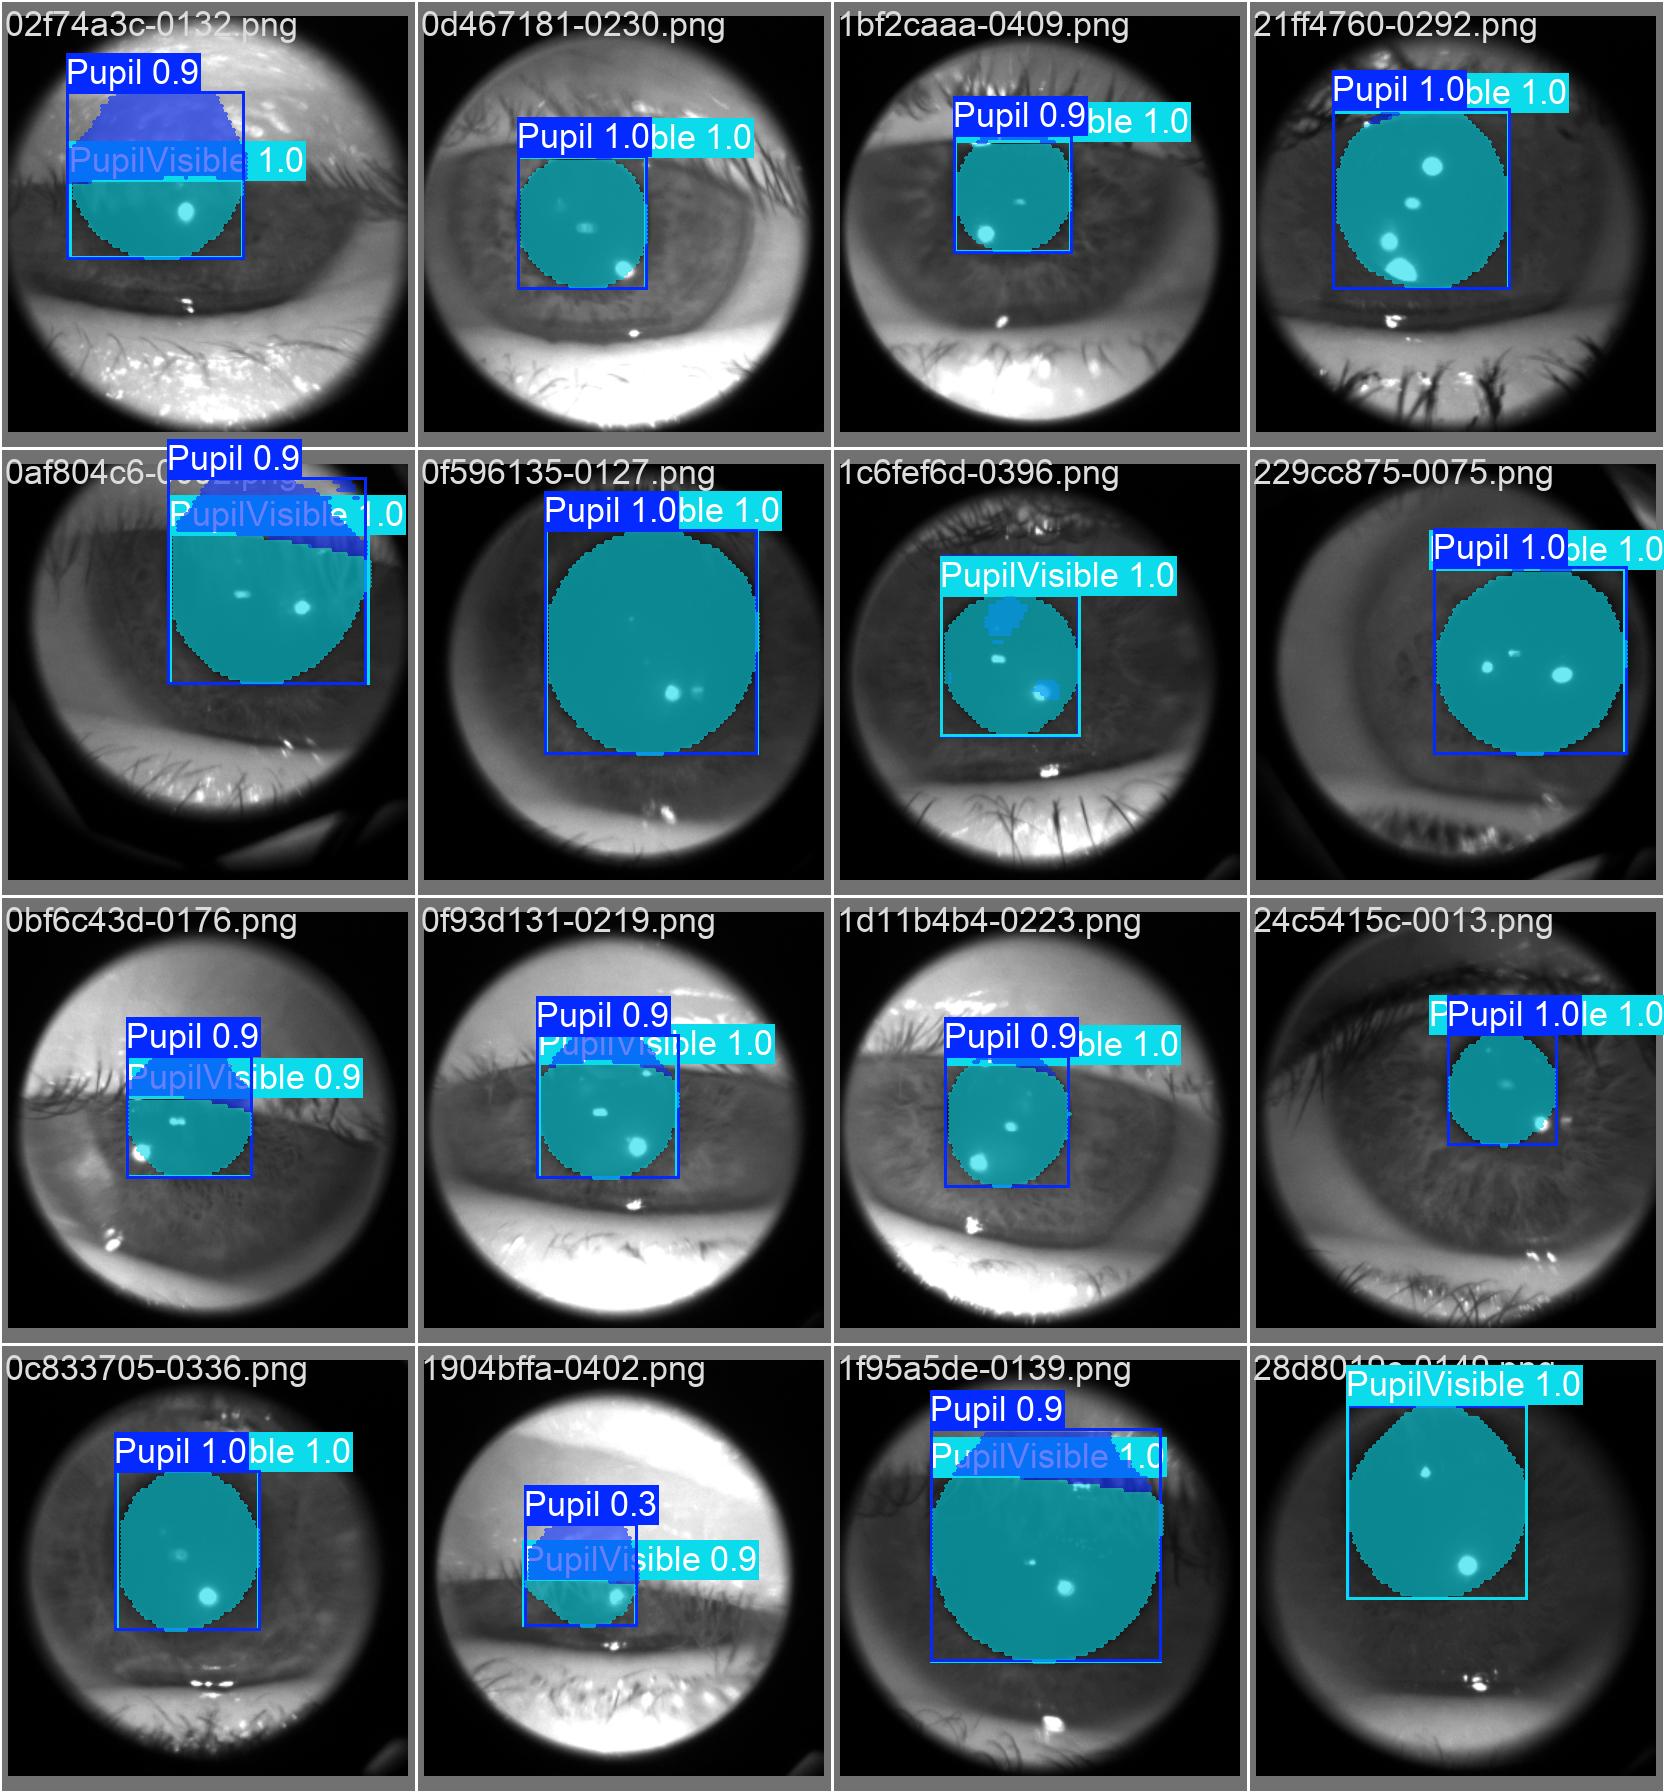 02f74a3c-0132.png
Pupil 0.9
PupilVisible 1.0
0d467181-0230.png
Pupil 1.0
ble 1.0
1bf2caaa-0409.png
Pupil 0.9
ble 1.0
21ff4760-0292.png
Pupil 1.0
ble 1.0
0af804c6-0
Pupil 0.9
PupilVisible 1.0
0f596135-0127.png
Pupil 1.0
ble 1.0
1c6fef6d-0396.png
PupilVisible 1.0
229cc875-0075.png
Pupil 1.0
ble 1.0
0bf6c43d-0176.png
Pupil 0.9
PupilVisible 0.9
0f93d131-0219.png
Pupil 0.9
PupilVisible 1.0
1d11b4b4-0223.png
Pupil 0.9
ble 1.0
24c5415c-0013.png
P
Pupil 1.0
le 1.0
0c833705-0336.png
Pupil 1.0
ble 1.0
1904bffa-0402.png
Pupil 0.3
PupilVisible 0.9
1f95a5de-0139.png
Pupil 0.9
PupilVisible 1.0
28d80
PupilVisible 1.0